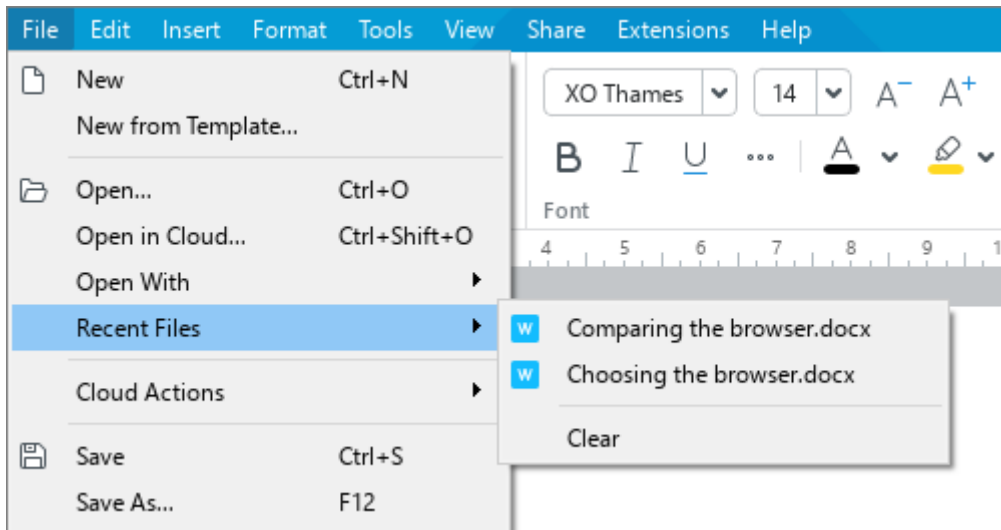 File Edit Insert Format Tools View Share Extensions Help
New Ctrl+N
New from Template...
Open... Ctrl+O
Open in Cloud... Ctrl+Shift+O
Open With
Recent Files
Cloud Actions
Save Ctrl+S
Save As... F12
XO Thames 14 A− A+
B I U A
Font
4 5 6 7 8 9 1
W Comparing the browser.docx
W Choosing the browser.docx
Clear